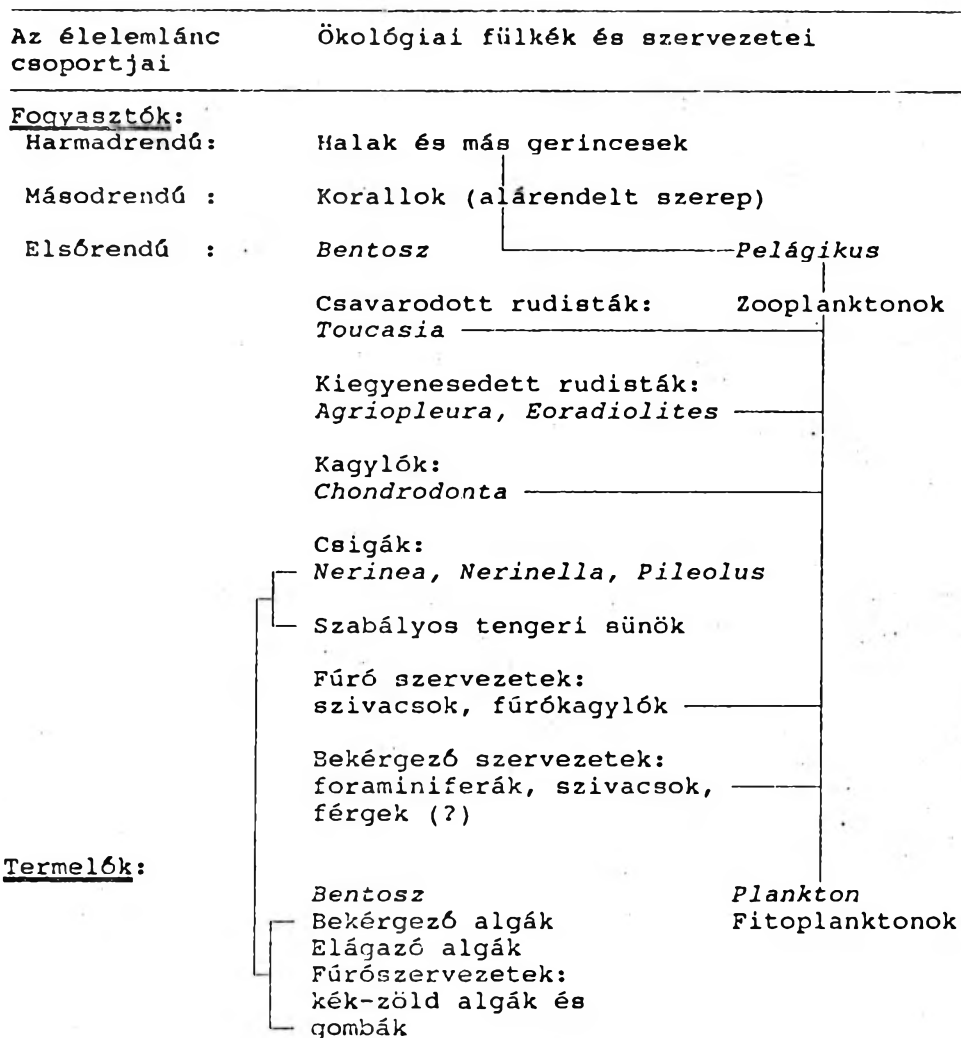 Az élelemlánc Ökológiai fülkék és szervezetei
csoportjai
Fogyasztók:
Harmadrendű: Halak és más gerincesek
Másodrendű : Korallok (alárendelt szerep)
Elsőrendű : Bentosz Pelágikus
Csavarodott rudisták: Zooplanktonok
Toucasia
Kiegyenesedett rudisták:
Agriopleura, Eoradiolites
Kagylók:
Chondrodonta
Csigák:
Nerinea, Nerinella, Pileolus
Szabályos tengeri sünök
Fúró szervezetek:
szivacsok, fúrókagylók
Bekérgező szervezetek:
foraminiferák, szivacsok,
férgek (?)
Termelők:
Bentosz Plankton
Bekérgező algák Fitoplanktonok
Elágazó algák
Fúrószervezetek:
kék-zöld algák és
gombák